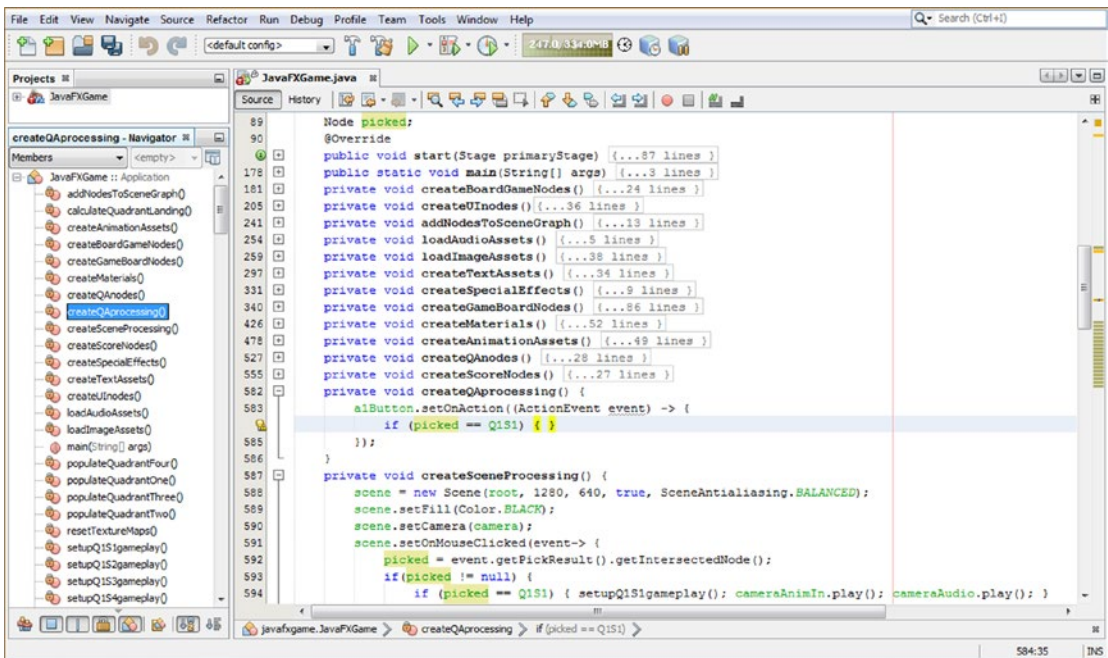 File Edit View Navigate Source Refactor Run Debug Profile Team Tools Window Help
Search (Ctrl+I)
<default config>
247.0/334.0MB
Projects
JavaFXGame
createQAprocessing - Navigator
Members
<empty>
JavaFXGame :: Application
addNodesToSceneGraph()
calculateQuadrantLanding()
createAnimationAssets()
createBoardGameNodes()
createGameBoardNodes()
createMaterials()
createQAnodes()
createQAprocessing()
createSceneProcessing()
createScoreNodes()
createSpecialEffects()
createTextAssets()
createUInodes()
loadAudioAssets()
loadImageAssets()
main(String[] args)
populateQuadrantFour()
populateQuadrantOne()
populateQuadrantThree()
populateQuadrantTwo()
resetTextureMaps()
setupQ1S1gameplay()
setupQ1S2gameplay()
setupQ1S3gameplay()
setupQ1S4gameplay()
JavaFXGame.java
Source History
89 Node picked;
90 @Override
public void start(Stage primaryStage) {...87 lines }
178 public static void main(String[] args) {...3 lines }
181 private void createBoardGameNodes() {...24 lines }
205 private void createUInodes() {...36 lines }
241 private void addNodesToSceneGraph() {...13 lines }
254 private void loadAudioAssets() {...5 lines }
259 private void loadImageAssets() {...38 lines }
297 private void createTextAssets() {...34 lines }
331 private void createSpecialEffects() {...9 lines }
340 private void createGameBoardNodes() {...86 lines }
426 private void createMaterials() {...52 lines }
478 private void createAnimationAssets() {...49 lines }
527 private void createQAnodes() {...28 lines }
555 private void createScoreNodes() {...27 lines }
582 private void createQAprocessing() {
583 a1Button.setOnAction((ActionEvent event) -> {
if (picked == Q1S1) { }
585 });
586 }
587 private void createSceneProcessing() {
588 scene = new Scene(root, 1280, 640, true, SceneAntialiasing.BALANCED);
589 scene.setFill(Color.BLACK);
590 scene.setCamera(camera);
591 scene.setOnMouseClicked(event-> {
592 picked = event.getPickResult().getIntersectedNode();
593 if(picked != null) {
594 if (picked == Q1S1) { setupQ1S1gameplay(); cameraAnimIn.play(); cameraAudio.play(); }
javafxgame.JavaFXGame createQAprocessing if (picked == Q1S1)
584:35 INS